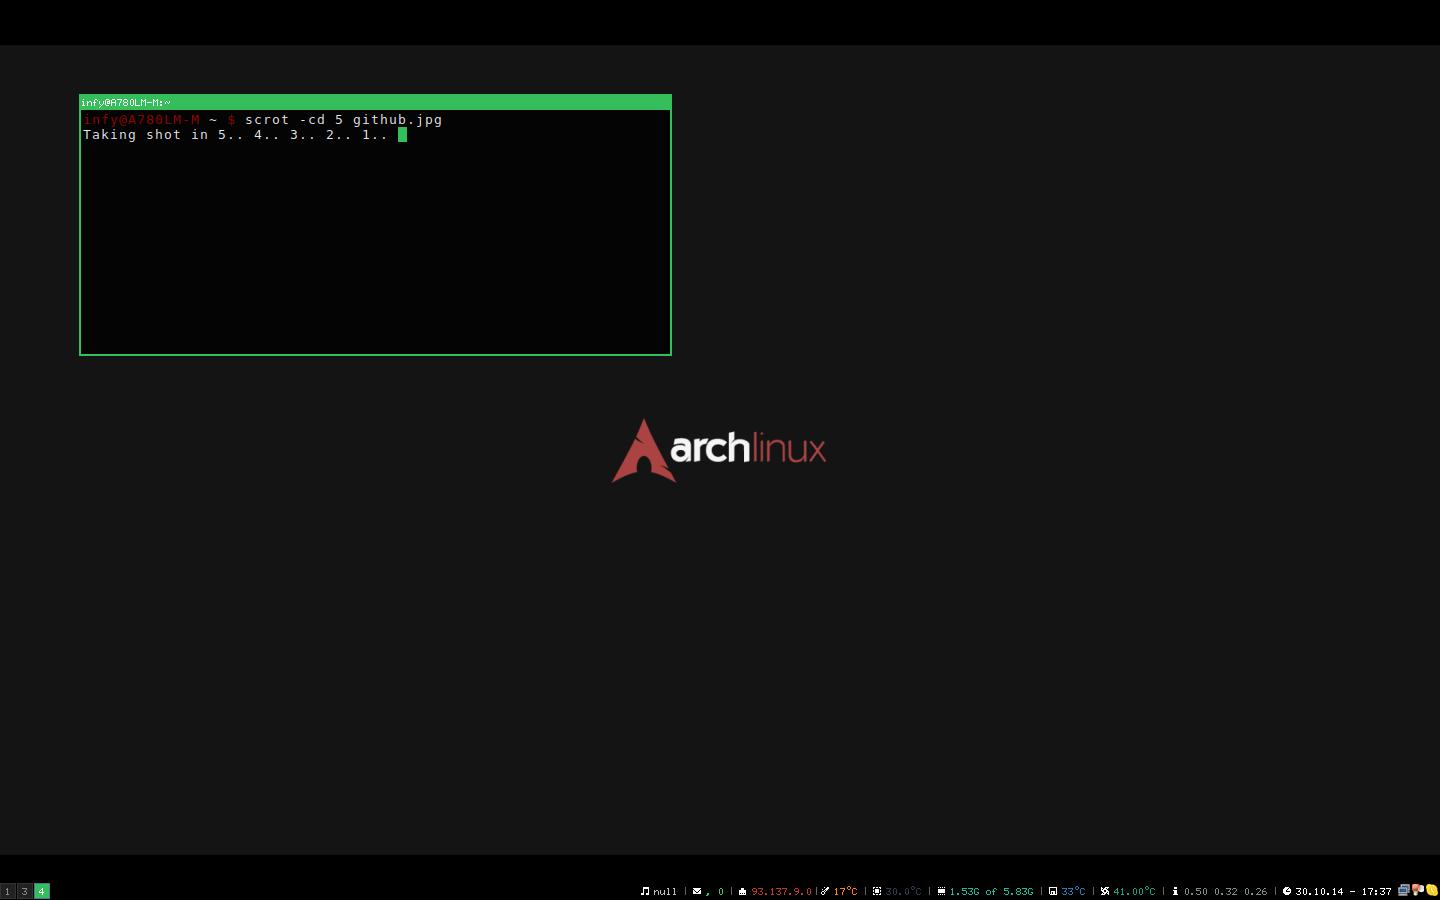 infy@A780LM-M:~
infy@A780LM-M ~ $ scrot -cd 5 github.jpg
Taking shot in 5.. 4.. 3.. 2.. 1..
archlinux
1 3 4 null | , 0 | 93.137.9.0 | 17°C | 30.0°C | 1.53G of 5.83G | 33°C | 41.00°C | 0.50 0.32 0.26 | 30.10.14 - 17:37